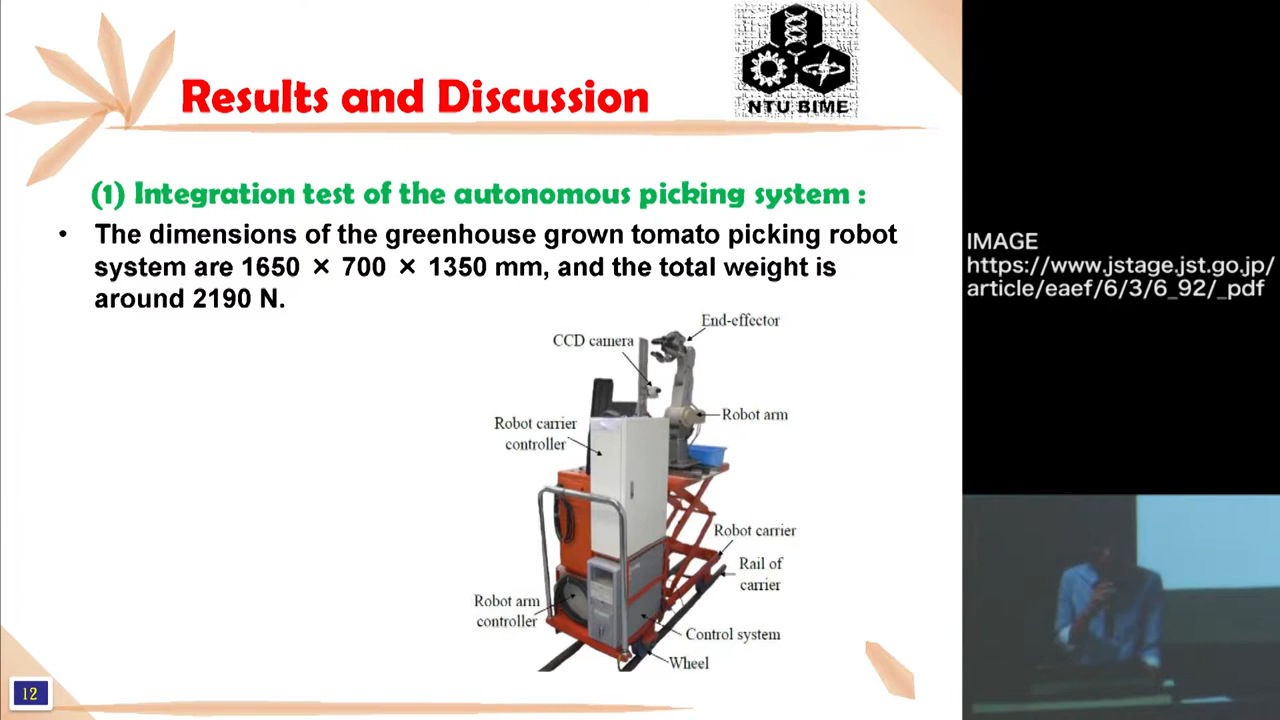 NTU BIME
Results and Discussion
(1) Integration test of the autonomous picking system :
• The dimensions of the greenhouse grown tomato picking robot
system are 1650 × 700 × 1350 mm, and the total weight is
around 2190 N.
End-effector
CCD camera
Robot arm
Robot carrier
controller
Robot carrier
Rail of
carrier
Robot arm
controller
Control system
Wheel
12
IMAGE
https://www.jstage.jst.go.jp/
article/eaef/6/3/6_92/_pdf